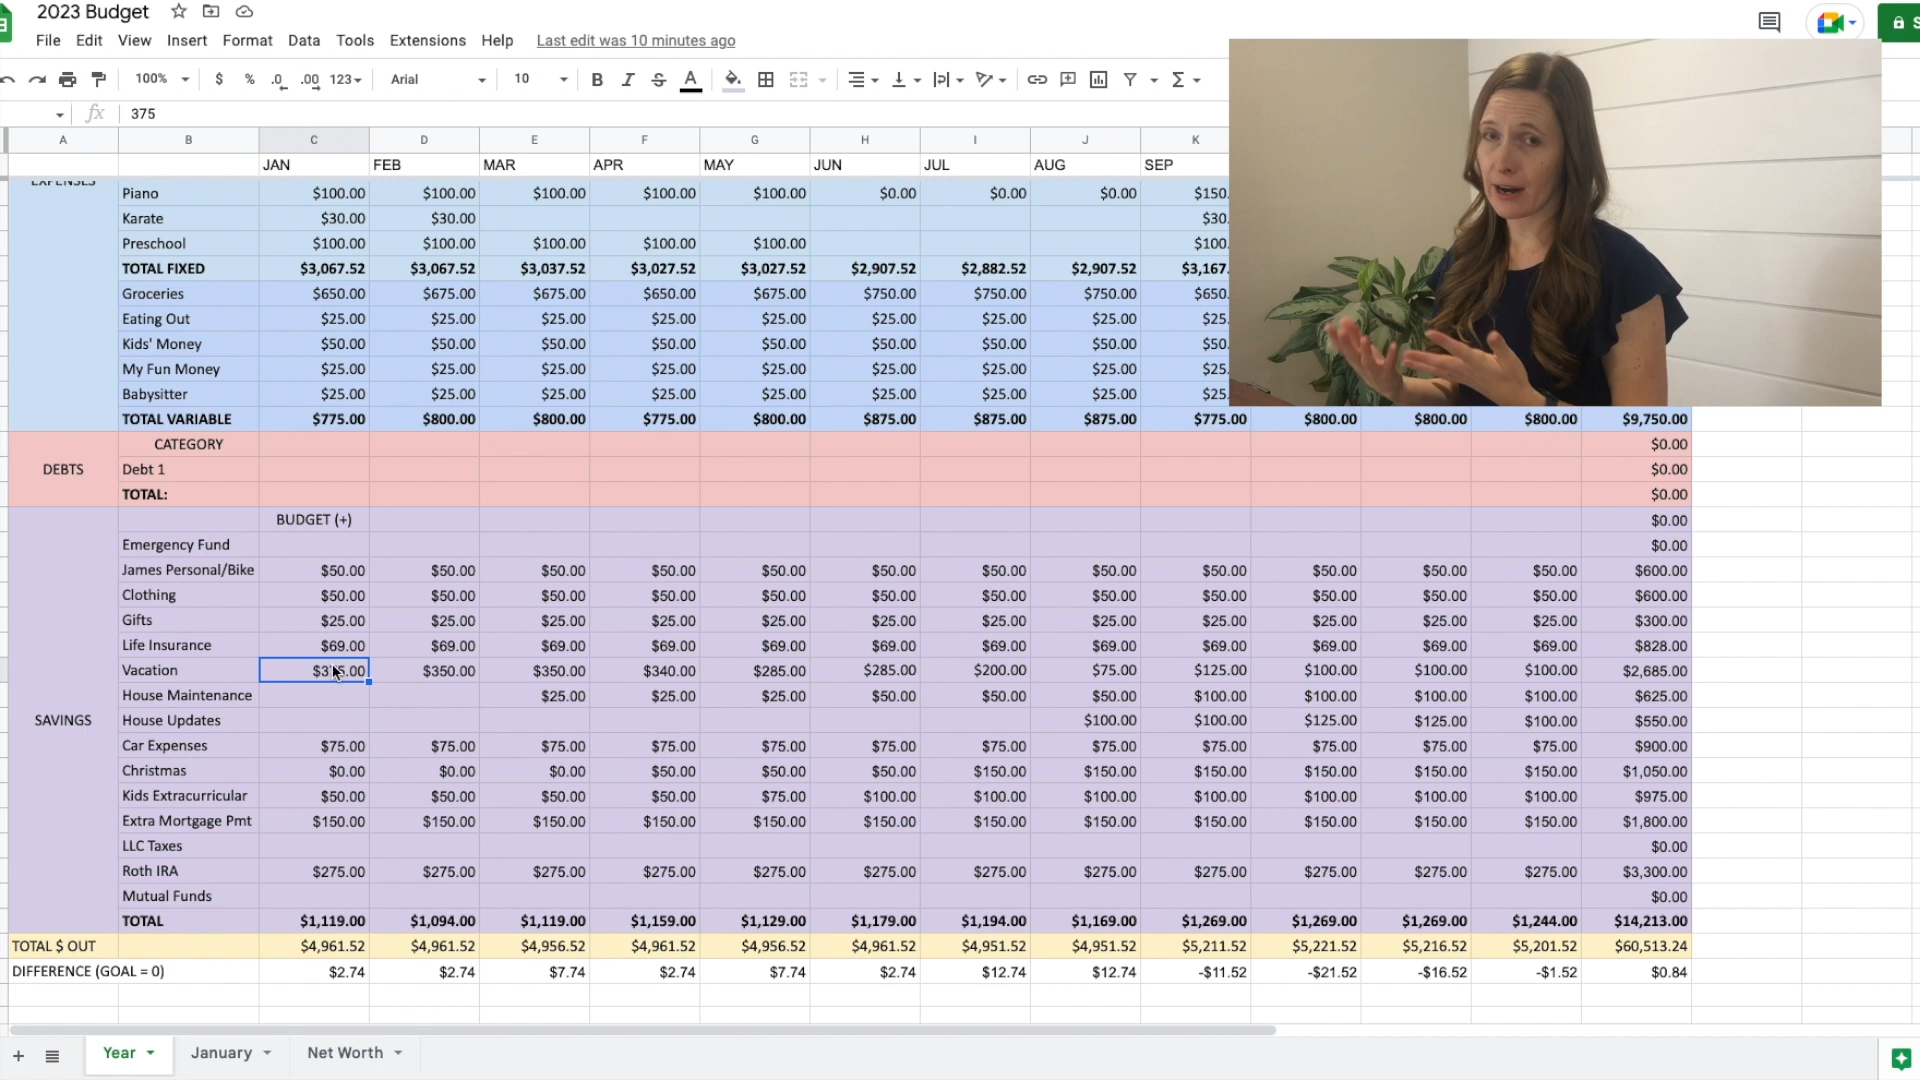 2023 Budget
File Edit View Insert Format Data Tools Extensions Help Last edit was 10 minutes ago
100% $ % .0 .00 123 Arial 10 B I S A
fx 375
A B C D E F G H I J K
JAN FEB MAR APR MAY JUN JUL AUG SEP
EXPENSES
Piano $100.00 $100.00 $100.00 $100.00 $100.00 $0.00 $0.00 $0.00 $150.
Karate $30.00 $30.00 $30.
Preschool $100.00 $100.00 $100.00 $100.00 $100.00 $100.
TOTAL FIXED $3,067.52 $3,067.52 $3,037.52 $3,027.52 $3,027.52 $2,907.52 $2,882.52 $2,907.52 $3,167.
Groceries $650.00 $675.00 $675.00 $650.00 $675.00 $750.00 $750.00 $750.00 $650.
Eating Out $25.00 $25.00 $25.00 $25.00 $25.00 $25.00 $25.00 $25.00 $25.
Kids' Money $50.00 $50.00 $50.00 $50.00 $50.00 $50.00 $50.00 $50.00 $50.
My Fun Money $25.00 $25.00 $25.00 $25.00 $25.00 $25.00 $25.00 $25.00 $25.
Babysitter $25.00 $25.00 $25.00 $25.00 $25.00 $25.00 $25.00 $25.00 $25.
TOTAL VARIABLE $775.00 $800.00 $800.00 $775.00 $800.00 $875.00 $875.00 $875.00 $775.00 $800.00 $800.00 $800.00 $9,750.00
CATEGORY $0.00
DEBTS Debt 1 $0.00
TOTAL: $0.00
BUDGET (+) $0.00
Emergency Fund $0.00
James Personal/Bike $50.00 $50.00 $50.00 $50.00 $50.00 $50.00 $50.00 $50.00 $50.00 $50.00 $50.00 $50.00 $600.00
Clothing $50.00 $50.00 $50.00 $50.00 $50.00 $50.00 $50.00 $50.00 $50.00 $50.00 $50.00 $50.00 $600.00
Gifts $25.00 $25.00 $25.00 $25.00 $25.00 $25.00 $25.00 $25.00 $25.00 $25.00 $25.00 $25.00 $300.00
Life Insurance $69.00 $69.00 $69.00 $69.00 $69.00 $69.00 $69.00 $69.00 $69.00 $69.00 $69.00 $69.00 $828.00
Vacation $375.00 $350.00 $350.00 $340.00 $285.00 $285.00 $200.00 $75.00 $125.00 $100.00 $100.00 $100.00 $2,685.00
House Maintenance $25.00 $25.00 $25.00 $50.00 $50.00 $50.00 $100.00 $100.00 $100.00 $100.00 $625.00
SAVINGS House Updates $100.00 $100.00 $125.00 $125.00 $100.00 $550.00
Car Expenses $75.00 $75.00 $75.00 $75.00 $75.00 $75.00 $75.00 $75.00 $75.00 $75.00 $75.00 $75.00 $900.00
Christmas $0.00 $0.00 $0.00 $50.00 $50.00 $50.00 $150.00 $150.00 $150.00 $150.00 $150.00 $150.00 $1,050.00
Kids Extracurricular $50.00 $50.00 $50.00 $50.00 $75.00 $100.00 $100.00 $100.00 $100.00 $100.00 $100.00 $100.00 $975.00
Extra Mortgage Pmt $150.00 $150.00 $150.00 $150.00 $150.00 $150.00 $150.00 $150.00 $150.00 $150.00 $150.00 $150.00 $1,800.00
LLC Taxes $0.00
Roth IRA $275.00 $275.00 $275.00 $275.00 $275.00 $275.00 $275.00 $275.00 $275.00 $275.00 $275.00 $275.00 $3,300.00
Mutual Funds $0.00
TOTAL $1,119.00 $1,094.00 $1,119.00 $1,159.00 $1,129.00 $1,179.00 $1,194.00 $1,169.00 $1,269.00 $1,269.00 $1,269.00 $1,244.00 $14,213.00
TOTAL $ OUT $4,961.52 $4,961.52 $4,956.52 $4,961.52 $4,956.52 $4,961.52 $4,951.52 $4,951.52 $5,211.52 $5,221.52 $5,216.52 $5,201.52 $60,513.24
DIFFERENCE (GOAL = 0) $2.74 $2.74 $7.74 $2.74 $7.74 $2.74 $12.74 $12.74 -$11.52 -$21.52 -$16.52 -$1.52 $0.84
Year January Net Worth